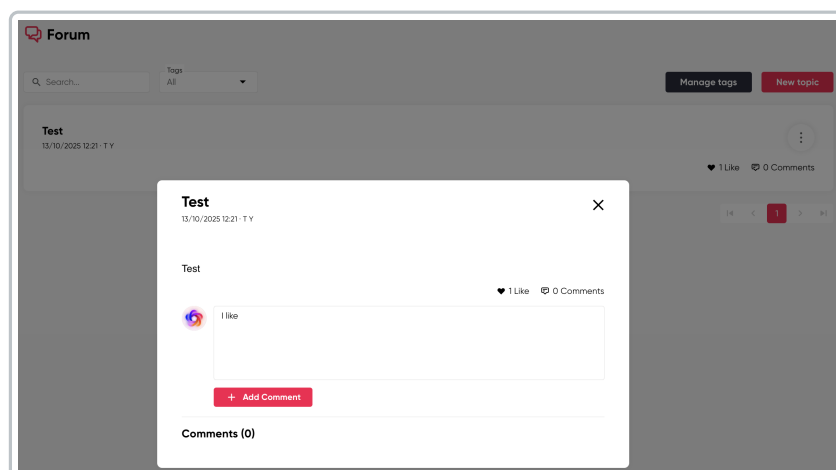 Forum
Search...
Tags
All
Manage tags
New topic
Test
13/10/2025 12:21 · T Y
1 Like
0 Comments
1
Test
13/10/2025 12:21 · T Y
Test
1 Like
0 Comments
I like
+ Add Comment
Comments (0)